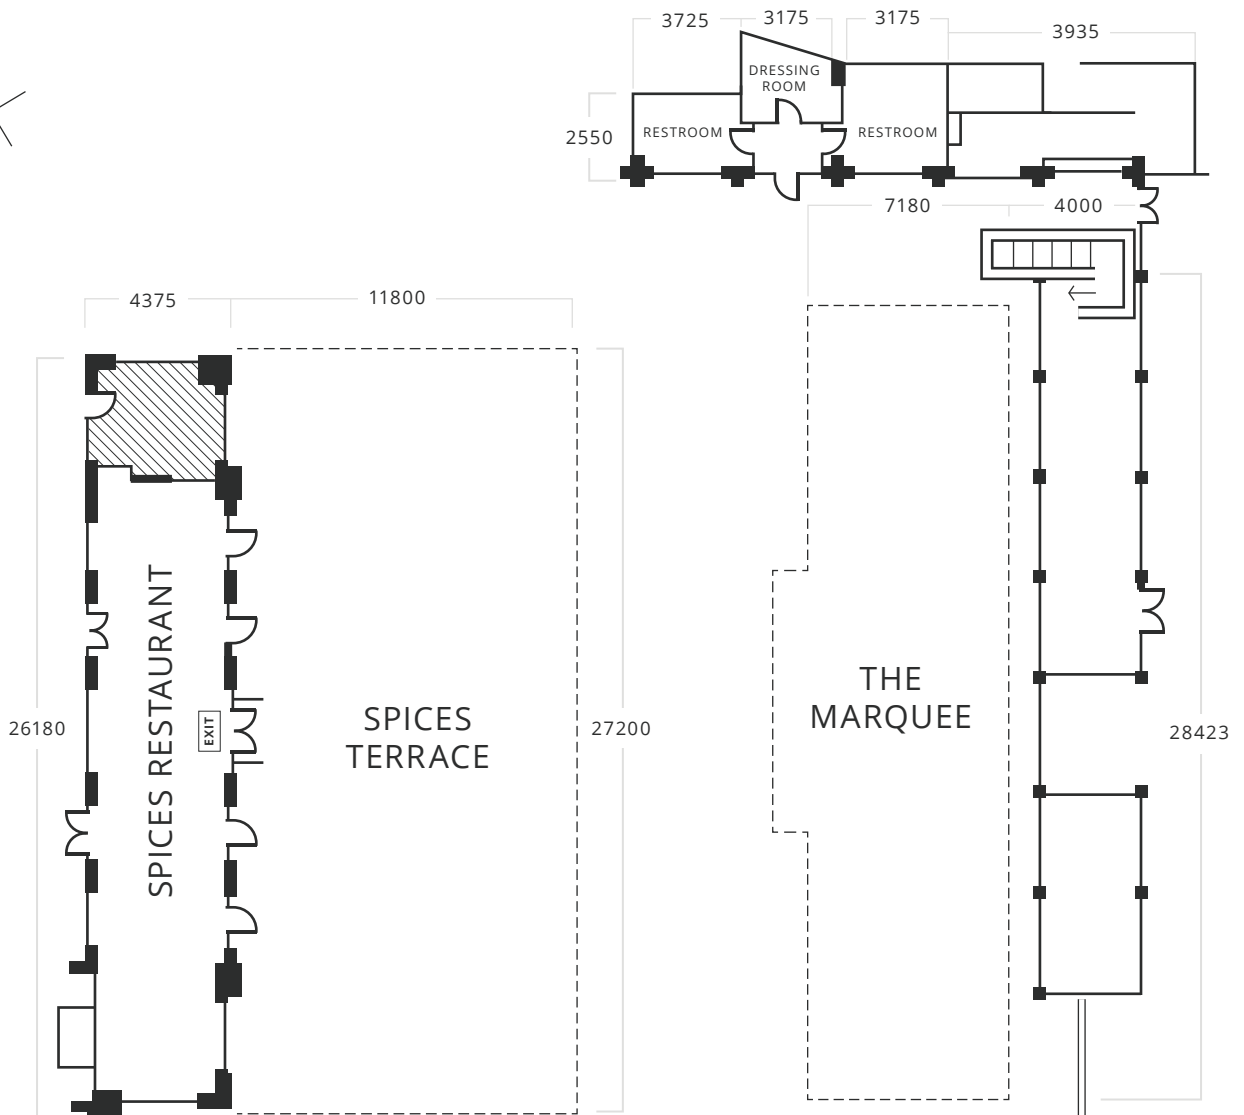 3725
3175
3175
3935
DRESSING
ROOM
2550
RESTROOM
RESTROOM
7180
4000
4375
11800
SPICES RESTAURANT
EXIT
SPICES
TERRACE
THE
MARQUEE
26180
27200
28423